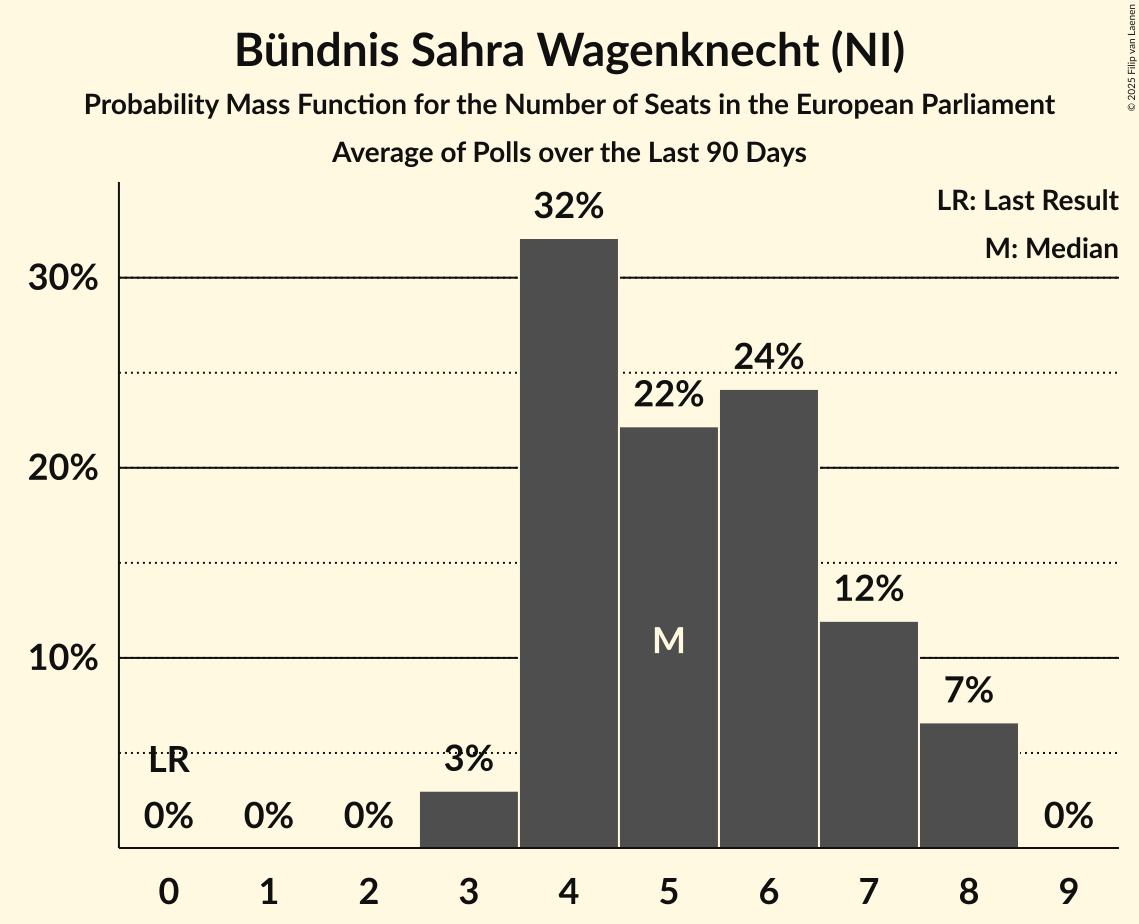 Bündnis Sahra Wagenknecht (NI)
Probability Mass Function for the Number of Seats in the European Parliament
Average of Polls over the Last 90 Days
© 2025 Filip van Laenen
LR: Last Result
M: Median
30%
20%
10%
LR
0%
0%
0%
3%
32%
22%
M
24%
12%
7%
0%
0 1 2 3 4 5 6 7 8 9